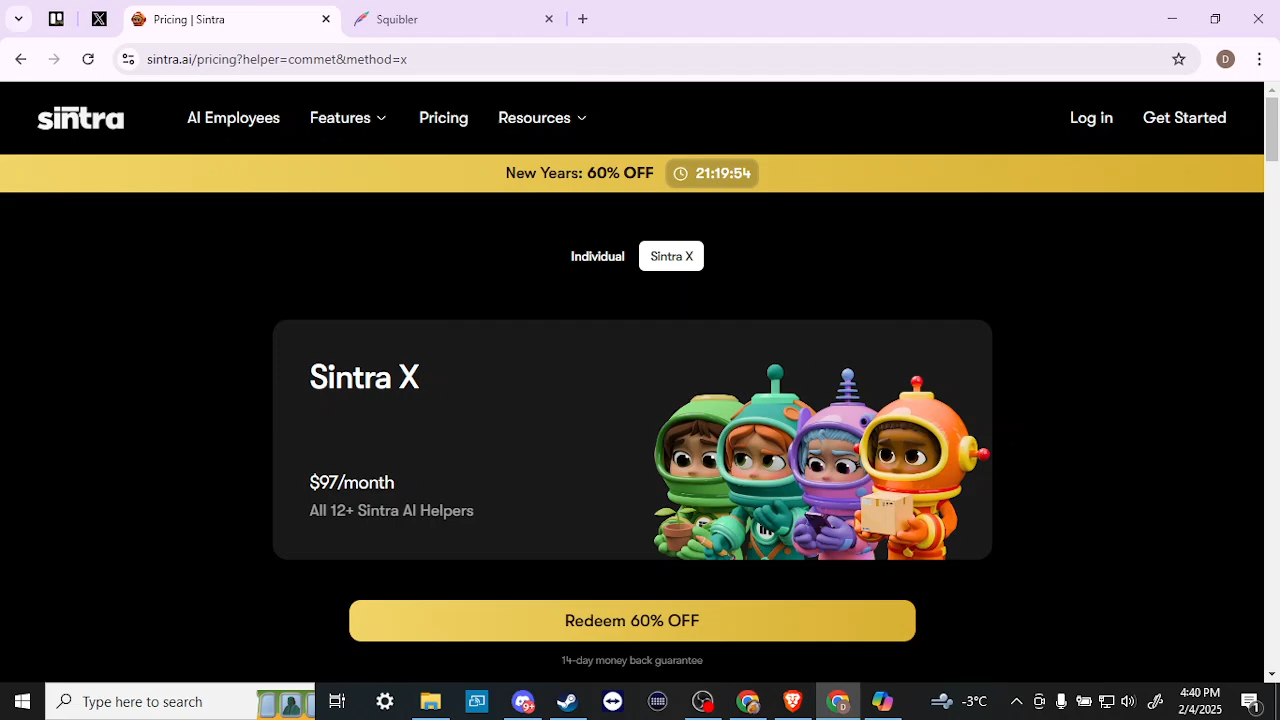 Pricing | Sintra
Squibler
sintra.ai/pricing?helper=commet&method=x
D
sintra
AI Employees
Features
Pricing
Resources
Log in
Get Started
New Years: 60% OFF
21:19:54
Individual
Sintra X
Sintra X
$97/month
All 12+ Sintra AI Helpers
Redeem 60% OFF
14-day money back guarantee
Type here to search
9+
D
-3°C
4:40 PM
2/4/2025
1